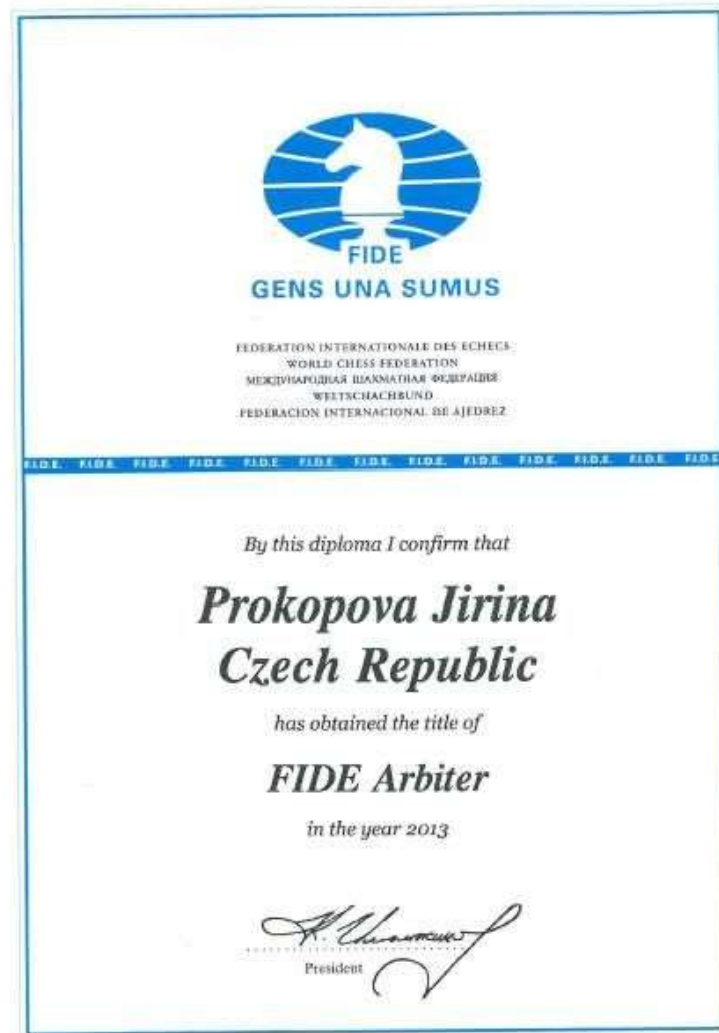 FIDE
GENS UNA SUMUS
FEDERATION INTERNATIONALE DES ECHECS
WORLD CHESS FEDERATION
МЕЖДУНАРОДНАЯ ШАХМАТНАЯ ФЕДЕРАЦИЯ
WELTSCHACHBUND
FEDERACION INTERNACIONAL DE AJEDREZ
F.I.D.E. F.I.D.E. F.I.D.E. F.I.D.E. F.I.D.E. F.I.D.E. F.I.D.E. F.I.D.E. F.I.D.E. F.I.D.E. F.I.D.E. F.I.D.E. F.I.D.E.
By this diploma I confirm that
Prokopova Jirina
Czech Republic
has obtained the title of
FIDE Arbiter
in the year 2013
President